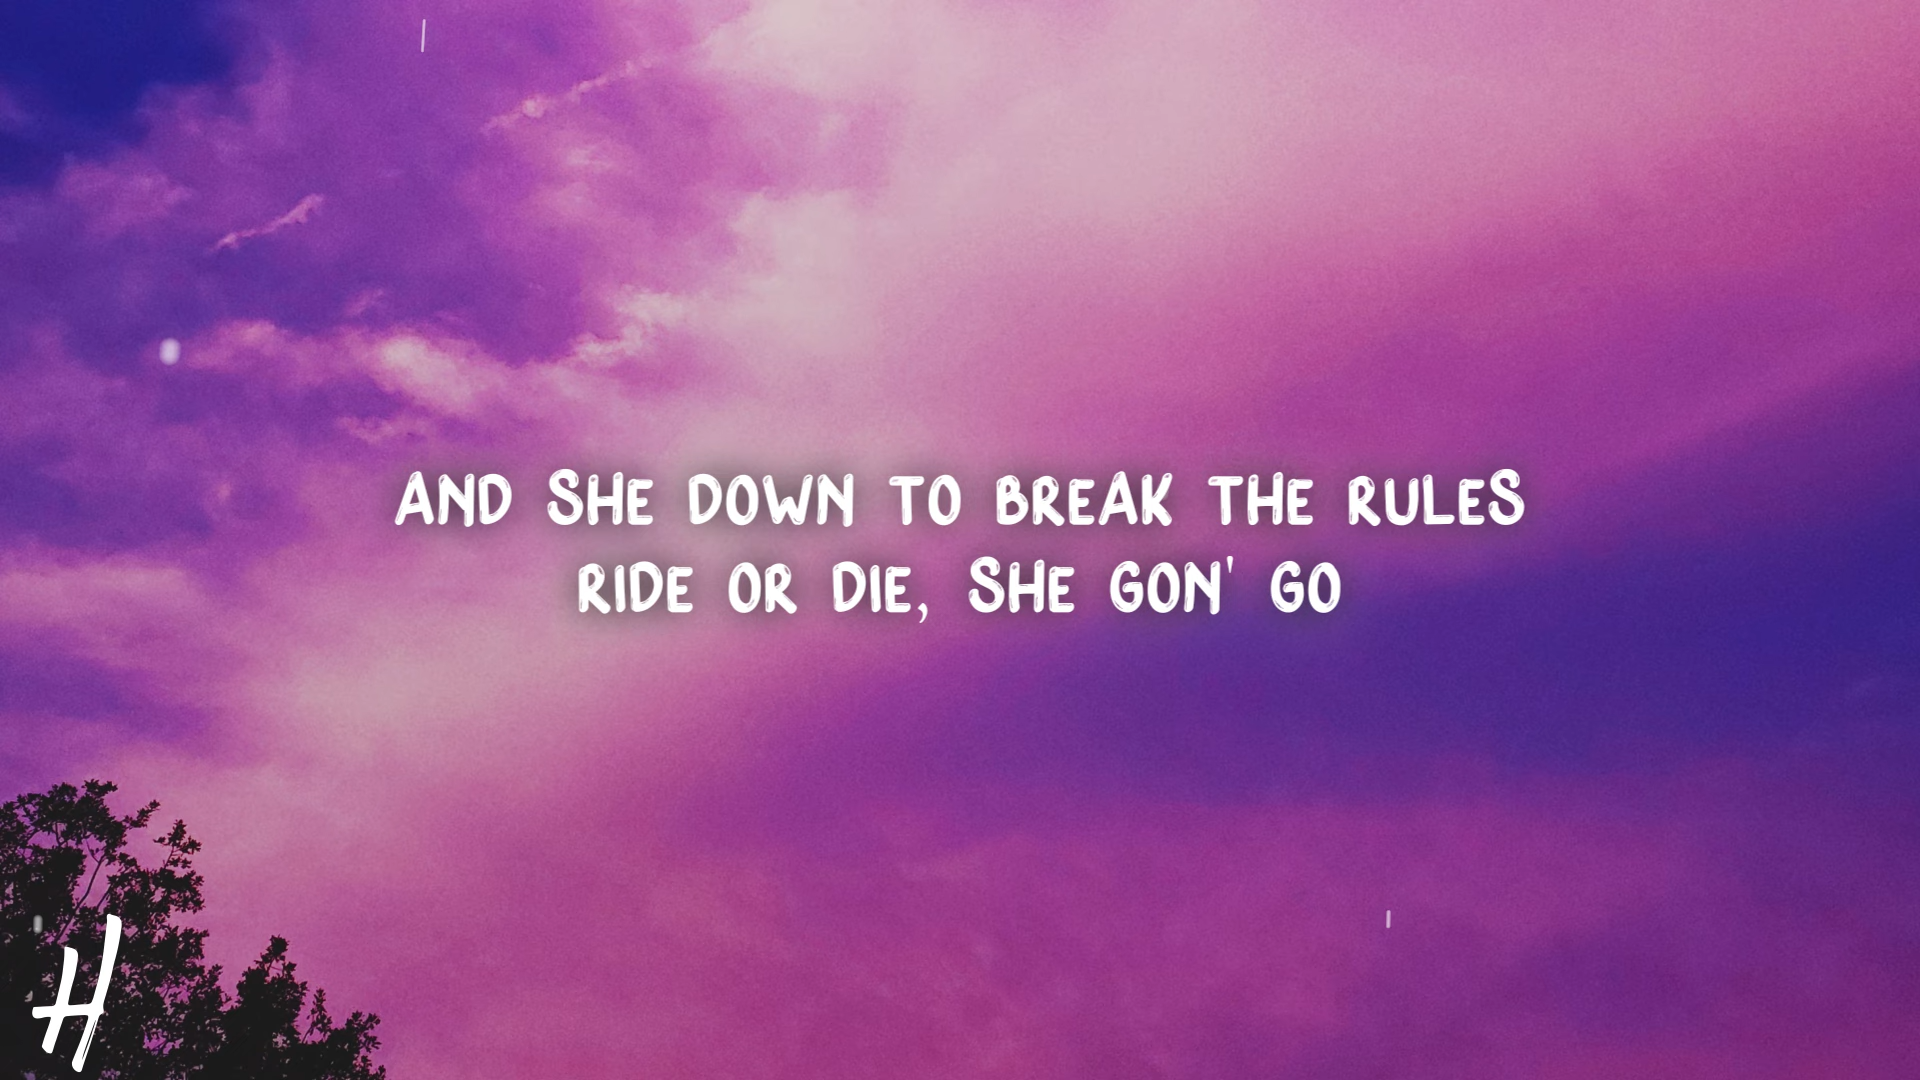 AND SHE DOWN TO BREAK THE RULES
RIDE OR DIE, SHE GON' GO
H